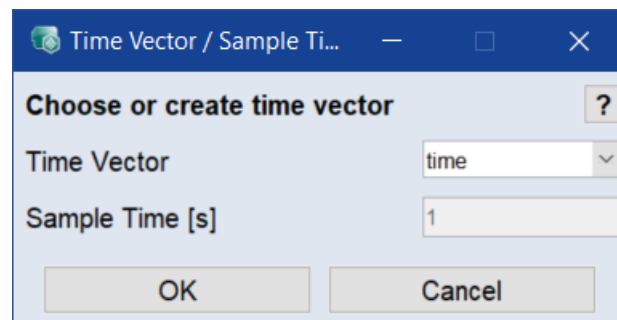 Time Vector / Sample Ti...
Choose or create time vector ?
Time Vector time
Sample Time [s] 1
OK Cancel